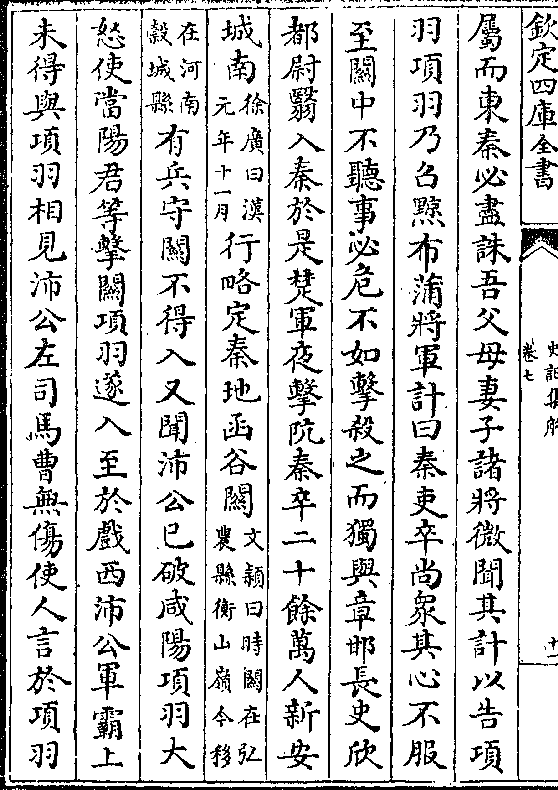 欽定四庫全書
史記集解
卷七
十一
屬而東秦必盡誅吾父母妻子諸將微聞其計以告項
羽項羽乃召黥布蒲將軍計曰秦吏卒尚眾其心不服
至關中不聽事必危不如擊殺之而獨與章邯長史欣
都尉翳入秦於是楚軍夜擊阬秦卒二十餘萬人新安
城南徐廣曰漢元年十一月行略定秦地函谷關文穎曰時關在弘農縣衡山嶺今移
在河南穀城縣有兵守關不得入又聞沛公已破咸陽項羽大
怒使當陽君等擊關項羽遂入至於戲西沛公軍霸上
未得與項羽相見沛公左司馬曹無傷使人言於項羽